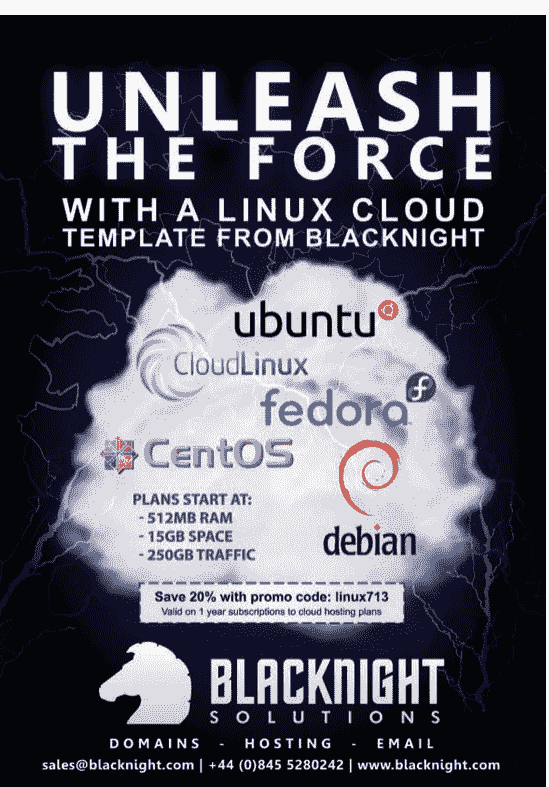 UNLEASH
THE FORCE
WITH A LINUX CLOUD
TEMPLATE FROM BLACKNIGHT
ubuntu
CloudLinux
fedora
CentOS
PLANS START AT:
- 512MB RAM
- 15GB SPACE
- 250GB TRAFFIC
debian
Save 20% with promo code: linux713
Valid on 1 year subscriptions to cloud hosting plans
BLACKNIGHT
SOLUTIONS
DOMAINS - HOSTING - EMAIL
sales@blacknight.com | +44 (0)845 5280242 | www.blacknight.com